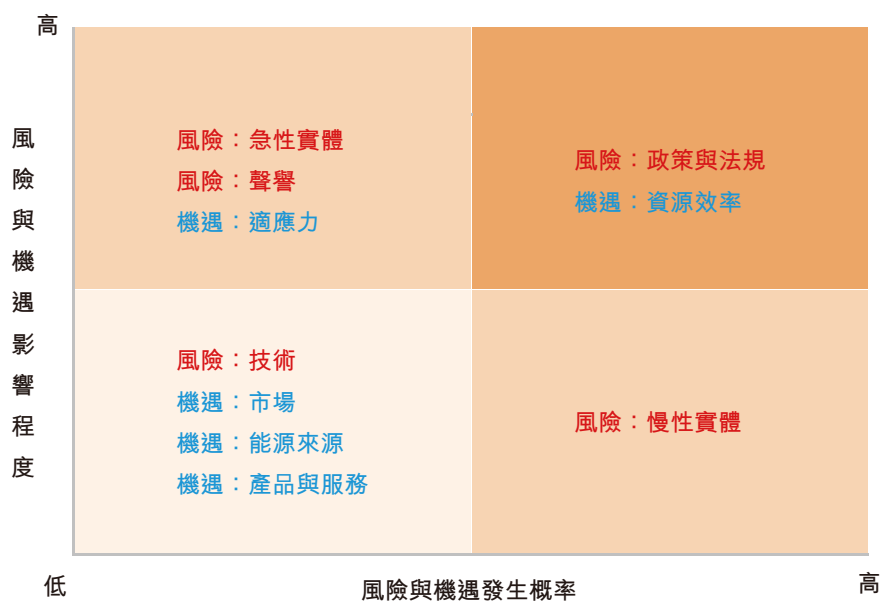 高
風險與機遇影響程度
風險：急性實體
風險：聲譽
機遇：適應力
風險：政策與法規
機遇：資源效率
風險：技術
機遇：市場
機遇：能源來源
機遇：產品與服務
風險：慢性實體
低
風險與機遇發生概率
高